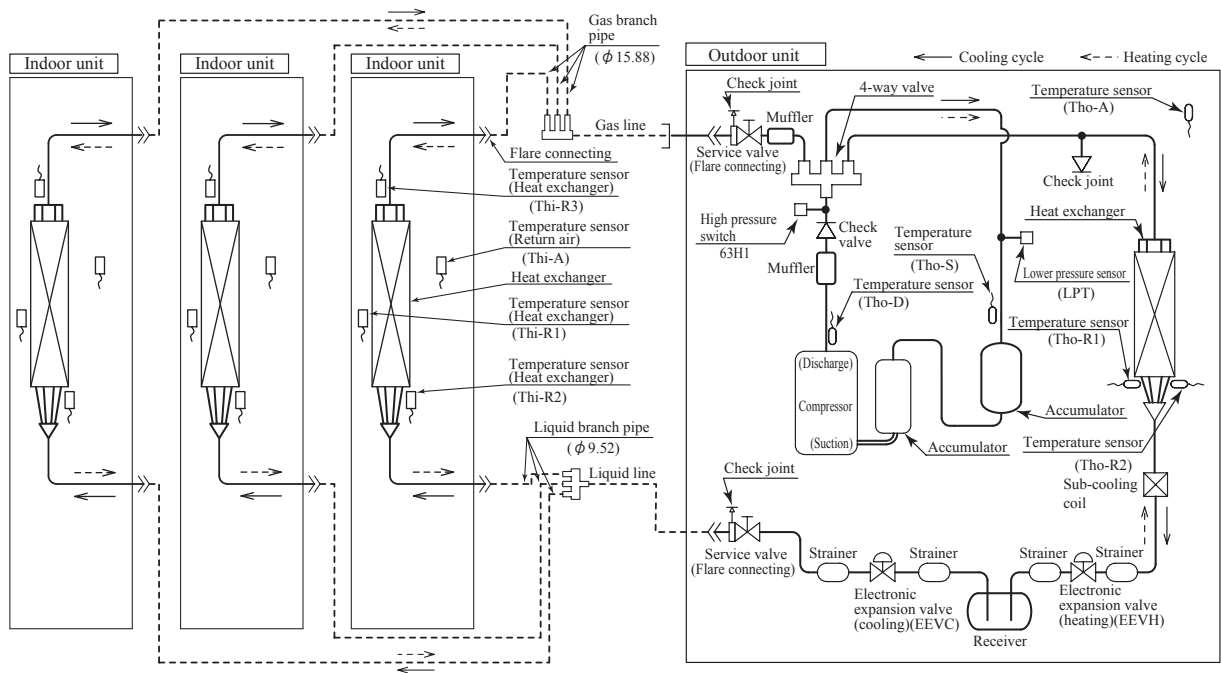 Indoor unit
Indoor unit
Indoor unit
Gas branch
pipe
(ϕ15.88)
Gas line
Flare connecting
Temperature sensor
(Heat exchanger)
(Thi-R3)
Temperature sensor
(Return air)
(Thi-A)
Heat exchanger
Temperature sensor
(Heat exchanger)
(Thi-R1)
Temperature sensor
(Heat exchanger)
(Thi-R2)
Liquid branch pipe
(ϕ9.52)
Liquid line
Outdoor unit
Cooling cycle
Heating cycle
Check joint
4-way valve
Muffler
Service valve
(Flare connecting)
Temperature sensor
(Tho-A)
Check joint
High pressure
switch
63H1
Check
valve
Muffler
Temperature
sensor
(Tho-S)
Heat exchanger
Lower pressure sensor
(LPT)
Temperature sensor
(Tho-D)
Temperature sensor
(Tho-R1)
(Discharge)
Compressor
(Suction)
Accumulator
Accumulator
Temperature sensor
(Tho-R2)
Sub-cooling
coil
Check joint
Service valve
(Flare connecting)
Strainer
Strainer
Strainer
Strainer
Electronic
expansion valve
(cooling)(EEVC)
Receiver
Electronic
expansion valve
(heating)(EEVH)